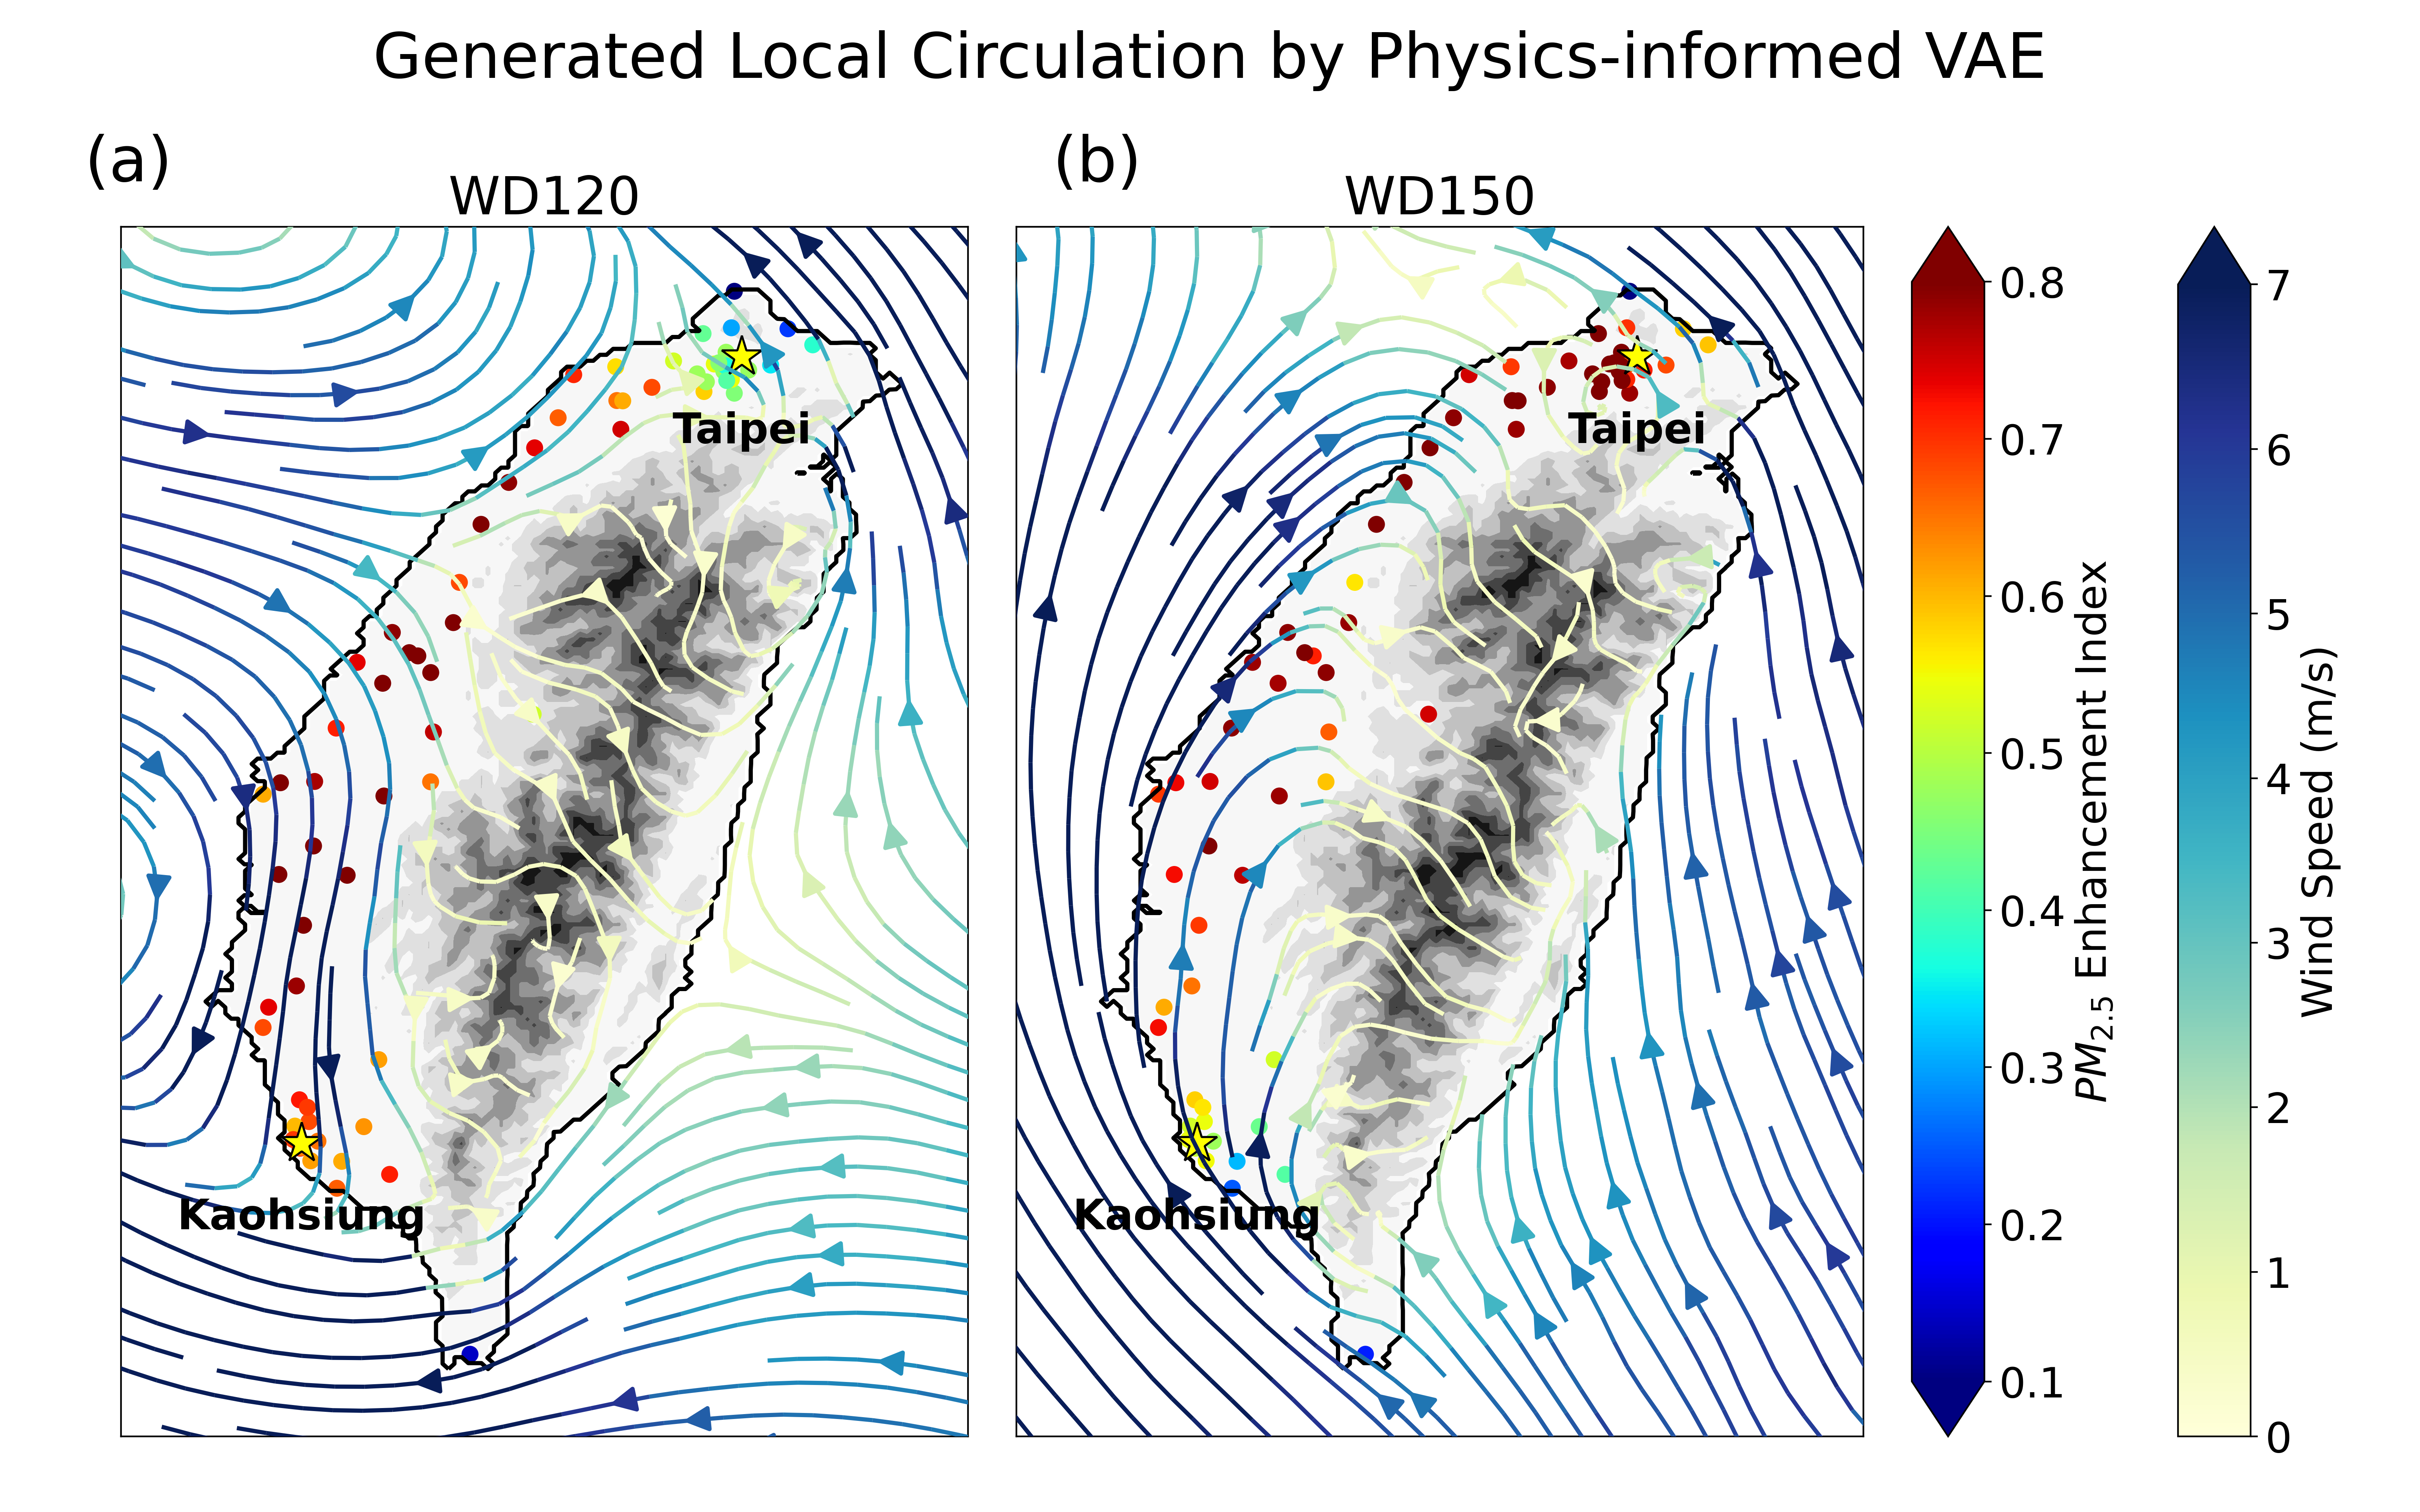 Generated Local Circulation by Physics-informed VAE
(a)
(b)
WD120
WD150
Taipei
Kaohsiung
Taipei
Kaohsiung
0.8
0.7
0.6
0.5
0.4
0.3
0.2
0.1
PM2.5 Enhancement Index
7
6
5
4
3
2
1
0
Wind Speed (m/s)